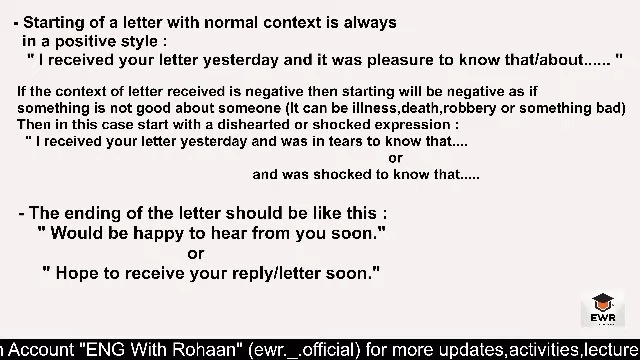 - Starting of a letter with normal context is always
in a positive style :
" I received your letter yesterday and it was pleasure to know that/about...... "
If the context of letter received is negative then starting will be negative as if
something is not good about someone (It can be illness,death,robbery or something bad)
Then in this case start with a dishearted or shocked expression :
" I received your letter yesterday and was in tears to know that....
or
and was shocked to know that.....
- The ending of the letter should be like this :
" Would be happy to hear from you soon."
or
" Hope to receive your reply/letter soon."
EWR
Account "ENG With Rohaan" (ewr._.official) for more updates,activities,lecture